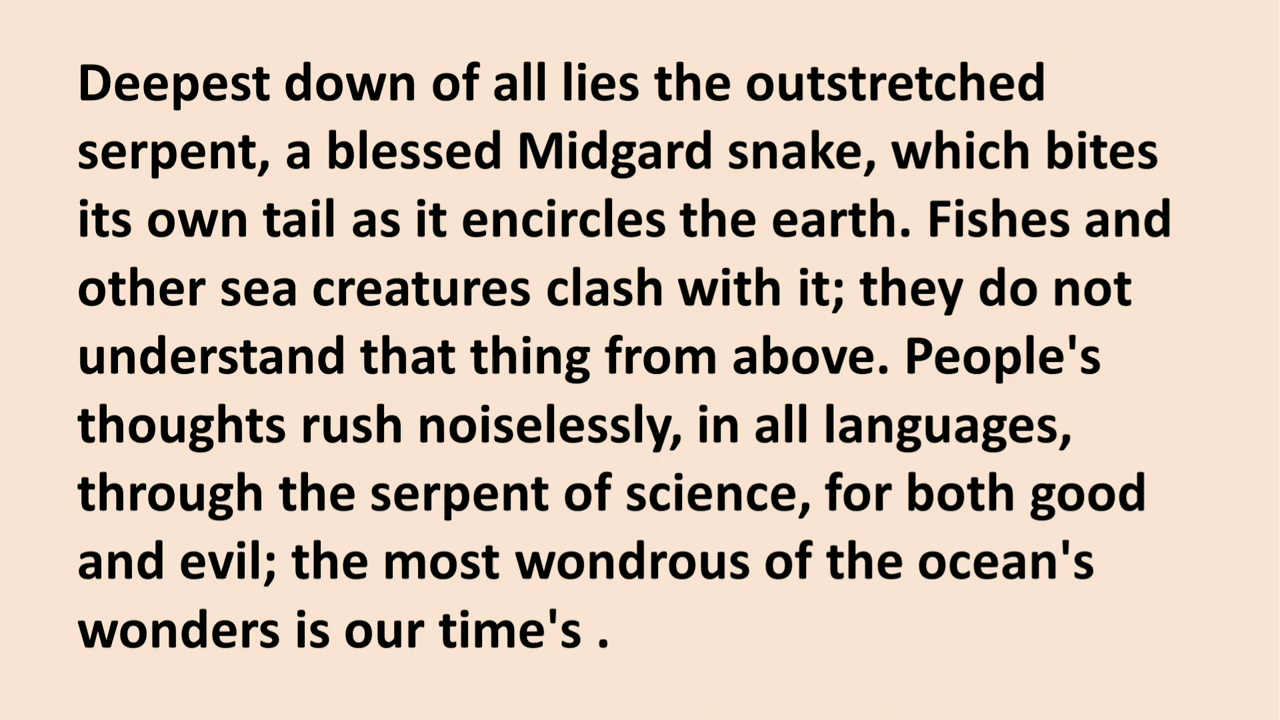 Deepest down of all lies the outstretched
serpent, a blessed Midgard snake, which bites
its own tail as it encircles the earth. Fishes and
other sea creatures clash with it; they do not
understand that thing from above. People's
thoughts rush noiselessly, in all languages,
through the serpent of science, for both good
and evil; the most wondrous of the ocean's
wonders is our time's .